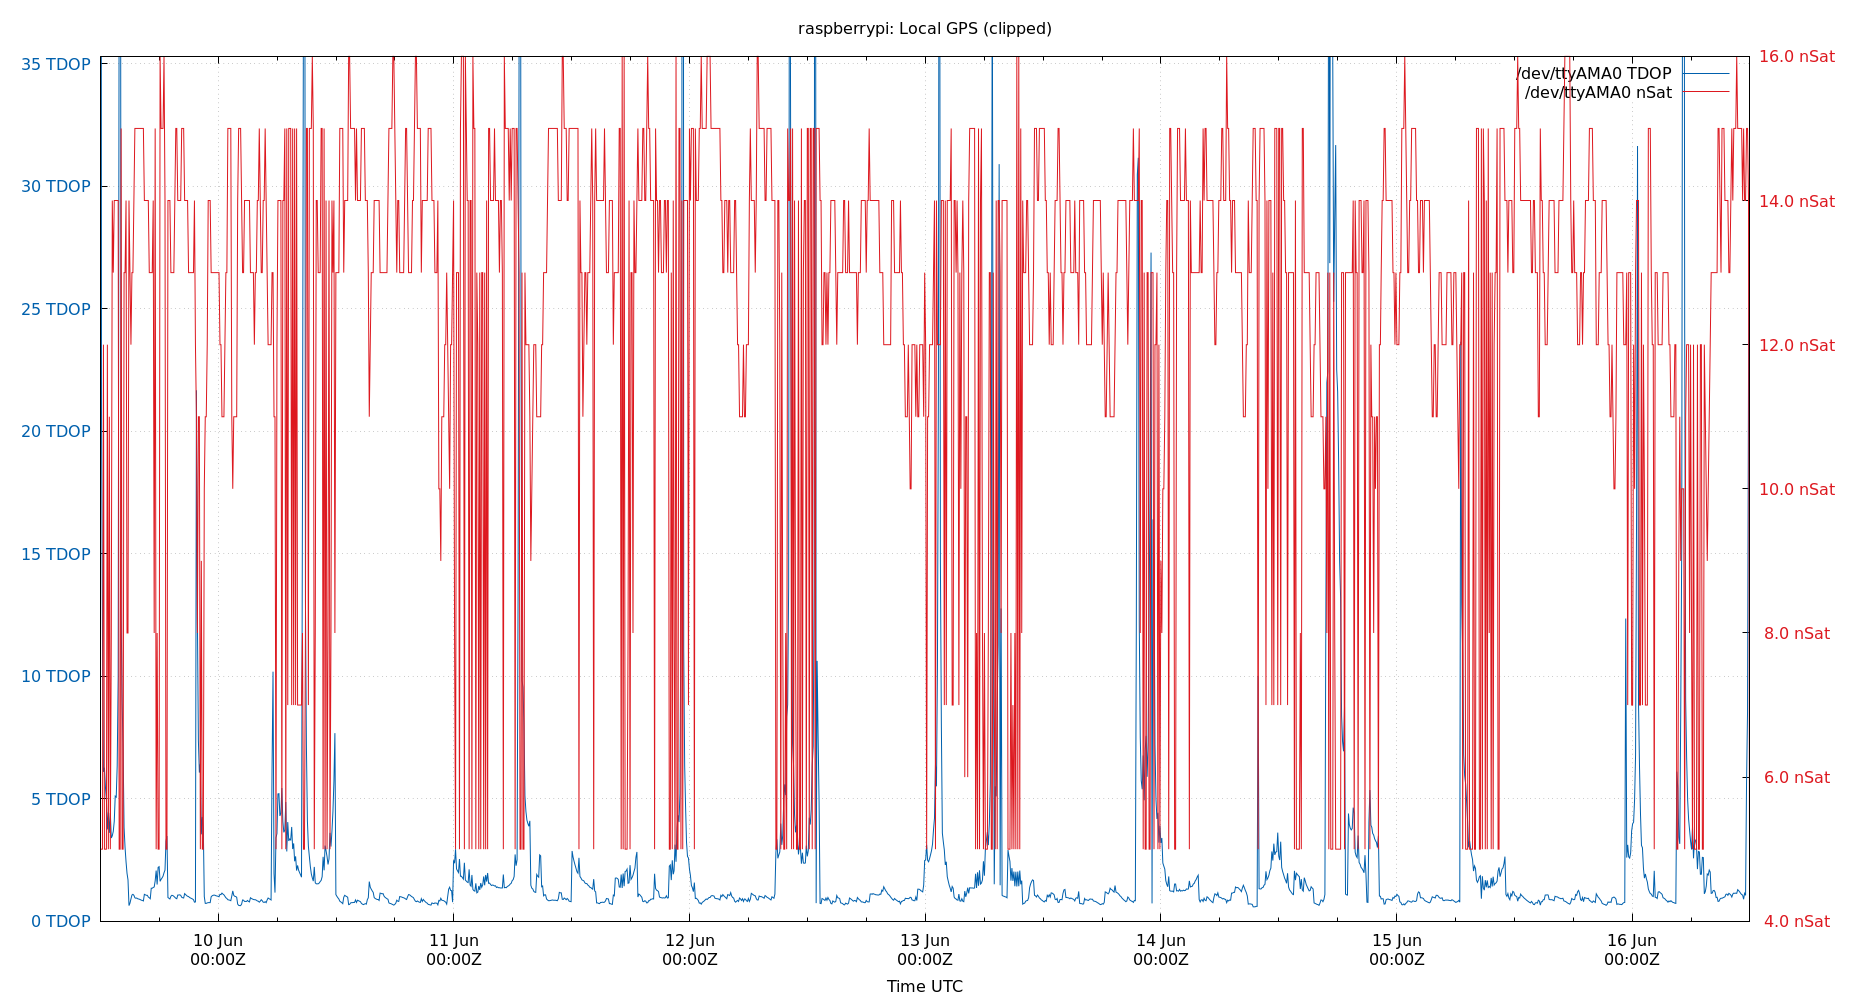 raspberrypi: Local GPS (clipped)
35 TDOP
30 TDOP
25 TDOP
20 TDOP
15 TDOP
10 TDOP
5 TDOP
0 TDOP
16.0 nSat
14.0 nSat
12.0 nSat
10.0 nSat
8.0 nSat
6.0 nSat
4.0 nSat
/dev/ttyAMA0 TDOP
/dev/ttyAMA0 nSat
10 Jun
00:00Z
11 Jun
00:00Z
12 Jun
00:00Z
13 Jun
00:00Z
14 Jun
00:00Z
15 Jun
00:00Z
16 Jun
00:00Z
Time UTC